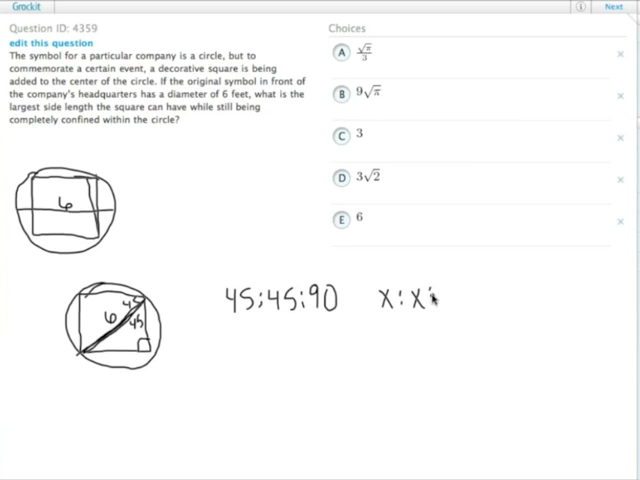 Grockit
Next
Question ID: 4359
edit this question
The symbol for a particular company is a circle, but to
commemorate a certain event, a decorative square is being
added to the center of the circle. If the original symbol in front of
the company's headquarters has a diameter of 6 feet, what is the
largest side length the square can have while still being
completely confined within the circle?
Choices
A √π/3
B 9√π
C 3
D 3√2
E 6
6
6 45 45
45:45:90 x:x: